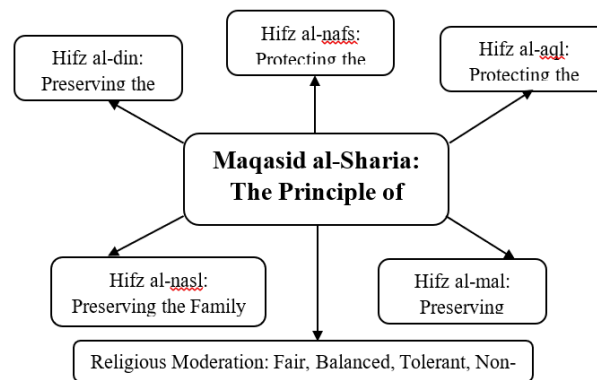 Hifz al-din:
Preserving the
Hifz al-nafs:
Protecting the
Hifz al-aql:
Protecting the
Maqasid al-Sharia:
The Principle of
Hifz al-nasl:
Preserving the Family
Hifz al-mal:
Preserving
Religious Moderation: Fair, Balanced, Tolerant, Non-